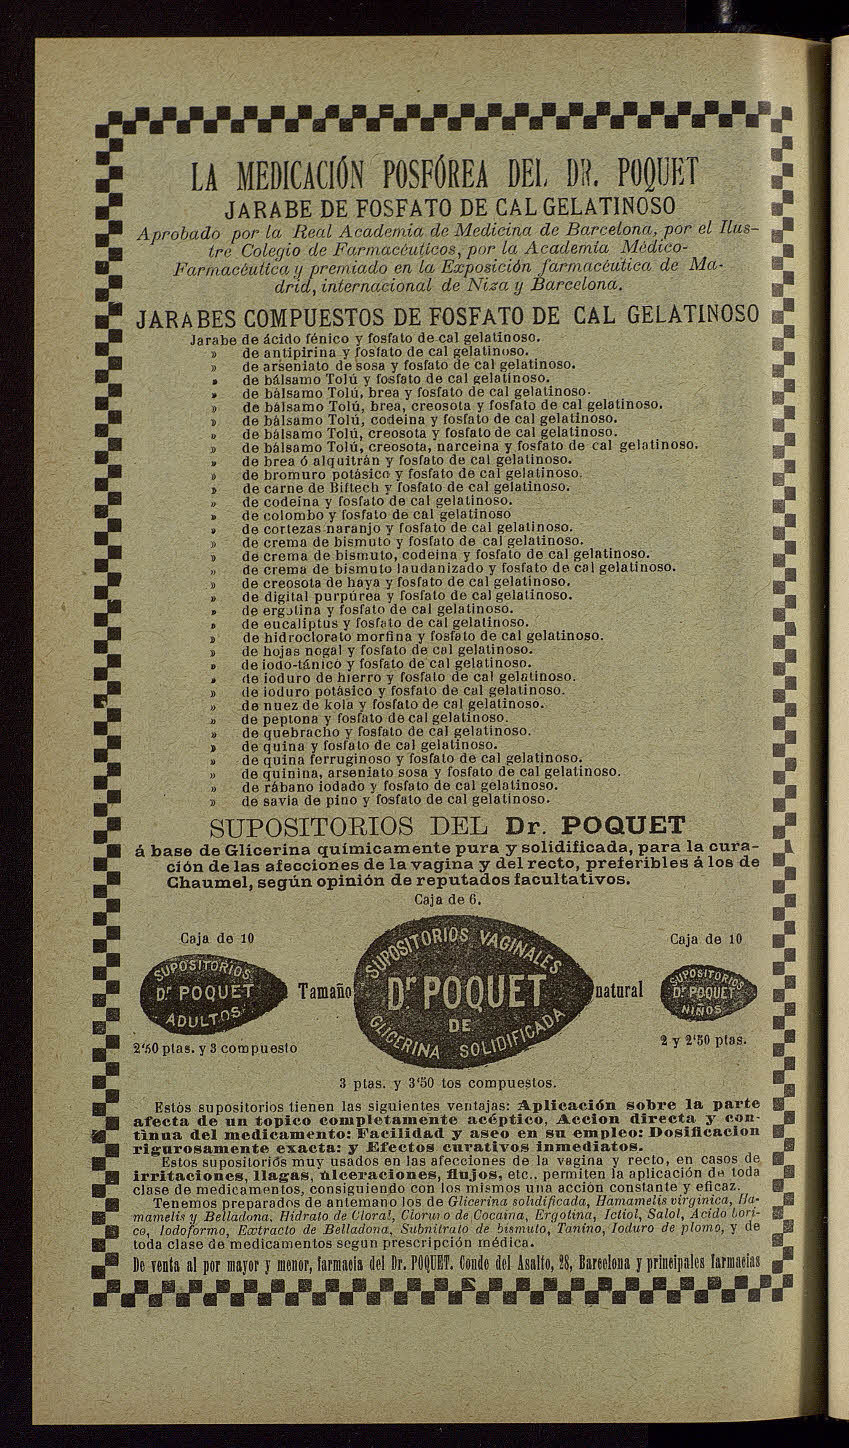 LA MEDICACIÓN POSFÓREA DEL DR. POQUET
JARABE DE FOSFATO DE CAL GELATINOSO
Aprobado por la Real Academia de Medicina de Barcelona, por el Ilus-
tre Colegio de Farmacéuticos, por la Academia Médico-
Farmacéutica y premiado en la Exposición farmacéutica de Ma-
drid, internacional de Niza y Barcelona.
JARABES COMPUESTOS DE FOSFATO DE CAL GELATINOSO
Jarabe de ácido fénico y fosfato de cal gelatinoso.
» de antipirina y fosfato de cal gelatinoso.
» de arseniato de sosa y fosfato de cal gelatinoso.
» de bálsamo Tolú y fosfato de cal gelatinoso.
» de bálsamo Tolú, brea y fosfato de cal gelatinoso.
» de bálsamo Tolú, brea, creosota y fosfato de cal gelatinoso.
» de bálsamo Tolú, codeina y fosfato de cal gelatinoso.
» de bálsamo Tolú, creosota y fosfato de cal gelatinoso.
» de bálsamo Tolú, creosota, narceina y fosfato de cal gelatinoso.
» de brea ó alquitrán y fosfato de cal gelatinoso.
» de bromuro potásico y fosfato de cal gelatinoso.
» de carne de Biftech y fosfato de cal gelatinoso.
» de codeina y fosfato de cal gelatinoso.
» de colombo y fosfato de cal gelatinoso
» de cortezas naranjo y fosfato de cal gelatinoso.
» de crema de bismuto y fosfato de cal gelatinoso.
» de crema de bismuto, codeina y fosfato de cal gelatinoso.
» de crema de bismuto laudanizado y fosfato de cal gelatinoso.
» de creosota de haya y fosfato de cal gelatinoso.
» de digital purpúrea y fosfato de cal gelatinoso.
» de ergotina y fosfato de cal gelatinoso.
» de eucaliptus y fosfato de cal gelatinoso.
» de hidroclorato morfina y fosfato de cal gelatinoso.
» de hojas nogal y fosfato de cal gelatinoso.
» de iodo-tánico y fosfato de cal gelatinoso.
» de ioduro de hierro y fosfato de cal gelatinoso.
» de ioduro potásico y fosfato de cal gelatinoso.
» de nuez de kola y fosfato de cal gelatinoso.
» de peptona y fosfato de cal gelatinoso.
» de quebracho y fosfato de cal gelatinoso.
» de quina y fosfato de cal gelatinoso.
» de quina ferruginoso y fosfato de cal gelatinoso.
» de quinina, arseniato sosa y fosfato de cal gelatinoso.
» de rábano iodado y fosfato de cal gelatinoso.
» de savia de pino y fosfato de cal gelatinoso.
SUPOSITORIOS DEL Dr. POQUET
á base de Glicerina químicamente pura y solidificada, para la cura-
ción de las afecciones de la vagina y del recto, preferibles á los de
Chaumel, según opinión de reputados facultativos.
Caja de 6.
Caja de 10
SUPOSITORIOS
Dr POQUET
ADULTOS
2'50 ptas. y 3 compuesto
Tamaño
SUPOSITORIOS VAGINALES
Dr POQUET
DE
GLICERINA SOLIDIFICADA
natural
3 ptas. y 3'50 los compuestos.
Caja de 10
SUPOSITORIOS
Dr POQUET
NIÑOS
2 y 2'50 ptas.
Estos supositorios tienen las siguientes ventajas: Aplicación sobre la parte
afecta de un topico completamente acéptico, Accion directa y con-
tinua del medicamento: Facilidad y aseo en su empleo: Dosificacion
rigurosamente exacta: y Efectos curativos inmediatos.
Estos supositorios muy usados en las afecciones de la vagina y recto, en casos de
irritaciones, llagas, ulceraciones, flujos, etc., permiten la aplicación de toda
clase de medicamentos, consiguiendo con los mismos una acción constante y eficaz.
Tenemos preparados de antemano los de Glicerina solidificada, Hamamelis virginica, Ha-
mamelis y Belladona, Hidrato de Cloral, Cloruro de Cocaina, Ergotina, Ictiol, Salol, Acido bori-
co, Iodoformo, Extracto de Belladona, Subnitrato de bismuto, Tanino, Ioduro de plomo, y de
toda clase de medicamentos segun prescripción médica.
De venta al por mayor y menor, farmacia del Dr. POQUET. Conde del Asalto, 28, Barcelona y principales farmacias